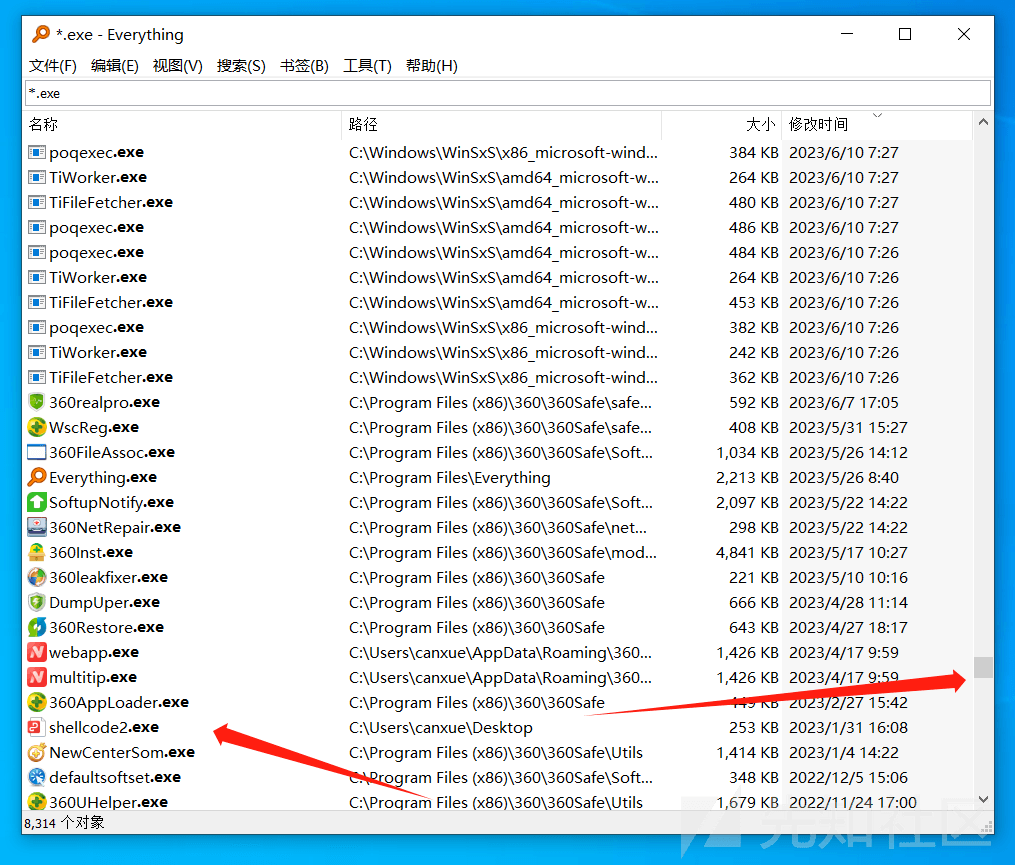 *.exe - Everything
文件(F) 编辑(E) 视图(V) 搜索(S) 书签(B) 工具(T) 帮助(H)
*.exe
名称 路径 大小 修改时间
poqexec.exe C:\Windows\WinSxS\x86_microsoft-wind... 384 KB 2023/6/10 7:27
TiWorker.exe C:\Windows\WinSxS\amd64_microsoft-w... 264 KB 2023/6/10 7:27
TiFileFetcher.exe C:\Windows\WinSxS\amd64_microsoft-w... 480 KB 2023/6/10 7:27
poqexec.exe C:\Windows\WinSxS\amd64_microsoft-w... 486 KB 2023/6/10 7:27
poqexec.exe C:\Windows\WinSxS\amd64_microsoft-w... 484 KB 2023/6/10 7:26
TiWorker.exe C:\Windows\WinSxS\amd64_microsoft-w... 264 KB 2023/6/10 7:26
TiFileFetcher.exe C:\Windows\WinSxS\amd64_microsoft-w... 453 KB 2023/6/10 7:26
poqexec.exe C:\Windows\WinSxS\x86_microsoft-wind... 382 KB 2023/6/10 7:26
TiWorker.exe C:\Windows\WinSxS\x86_microsoft-wind... 242 KB 2023/6/10 7:26
TiFileFetcher.exe C:\Windows\WinSxS\x86_microsoft-wind... 362 KB 2023/6/10 7:26
360realpro.exe C:\Program Files (x86)\360\360Safe\safe... 592 KB 2023/6/7 17:05
WscReg.exe C:\Program Files (x86)\360\360Safe\safe... 408 KB 2023/5/31 15:27
360FileAssoc.exe C:\Program Files (x86)\360\360Safe\Soft... 1,034 KB 2023/5/26 14:12
Everything.exe C:\Program Files\Everything 2,213 KB 2023/5/26 8:40
SoftupNotify.exe C:\Program Files (x86)\360\360Safe\Soft... 2,097 KB 2023/5/22 14:22
360NetRepair.exe C:\Program Files (x86)\360\360Safe\net... 298 KB 2023/5/22 14:22
360Inst.exe C:\Program Files (x86)\360\360Safe\mod... 4,841 KB 2023/5/17 10:27
360leakfixer.exe C:\Program Files (x86)\360\360Safe 221 KB 2023/5/10 10:16
DumpUper.exe C:\Program Files (x86)\360\360Safe 666 KB 2023/4/28 11:14
360Restore.exe C:\Program Files (x86)\360\360Safe 643 KB 2023/4/27 18:17
webapp.exe C:\Users\canxue\AppData\Roaming\360... 1,426 KB 2023/4/17 9:59
multitip.exe C:\Users\canxue\AppData\Roaming\360... 1,426 KB 2023/4/17 9:59
360AppLoader.exe C:\Program Files (x86)\360\360Safe 449 KB 2023/2/27 15:42
shellcode2.exe C:\Users\canxue\Desktop 253 KB 2023/1/31 16:08
NewCenterSom.exe C:\Program Files (x86)\360\360Safe\Utils 1,414 KB 2023/1/4 14:22
defaultsoftset.exe C:\Program Files (x86)\360\360Safe\Soft... 348 KB 2022/12/5 15:06
360UHelper.exe C:\Program Files (x86)\360\360Safe\Utils 1,679 KB 2022/11/24 17:00
8,314 个对象
先知社区